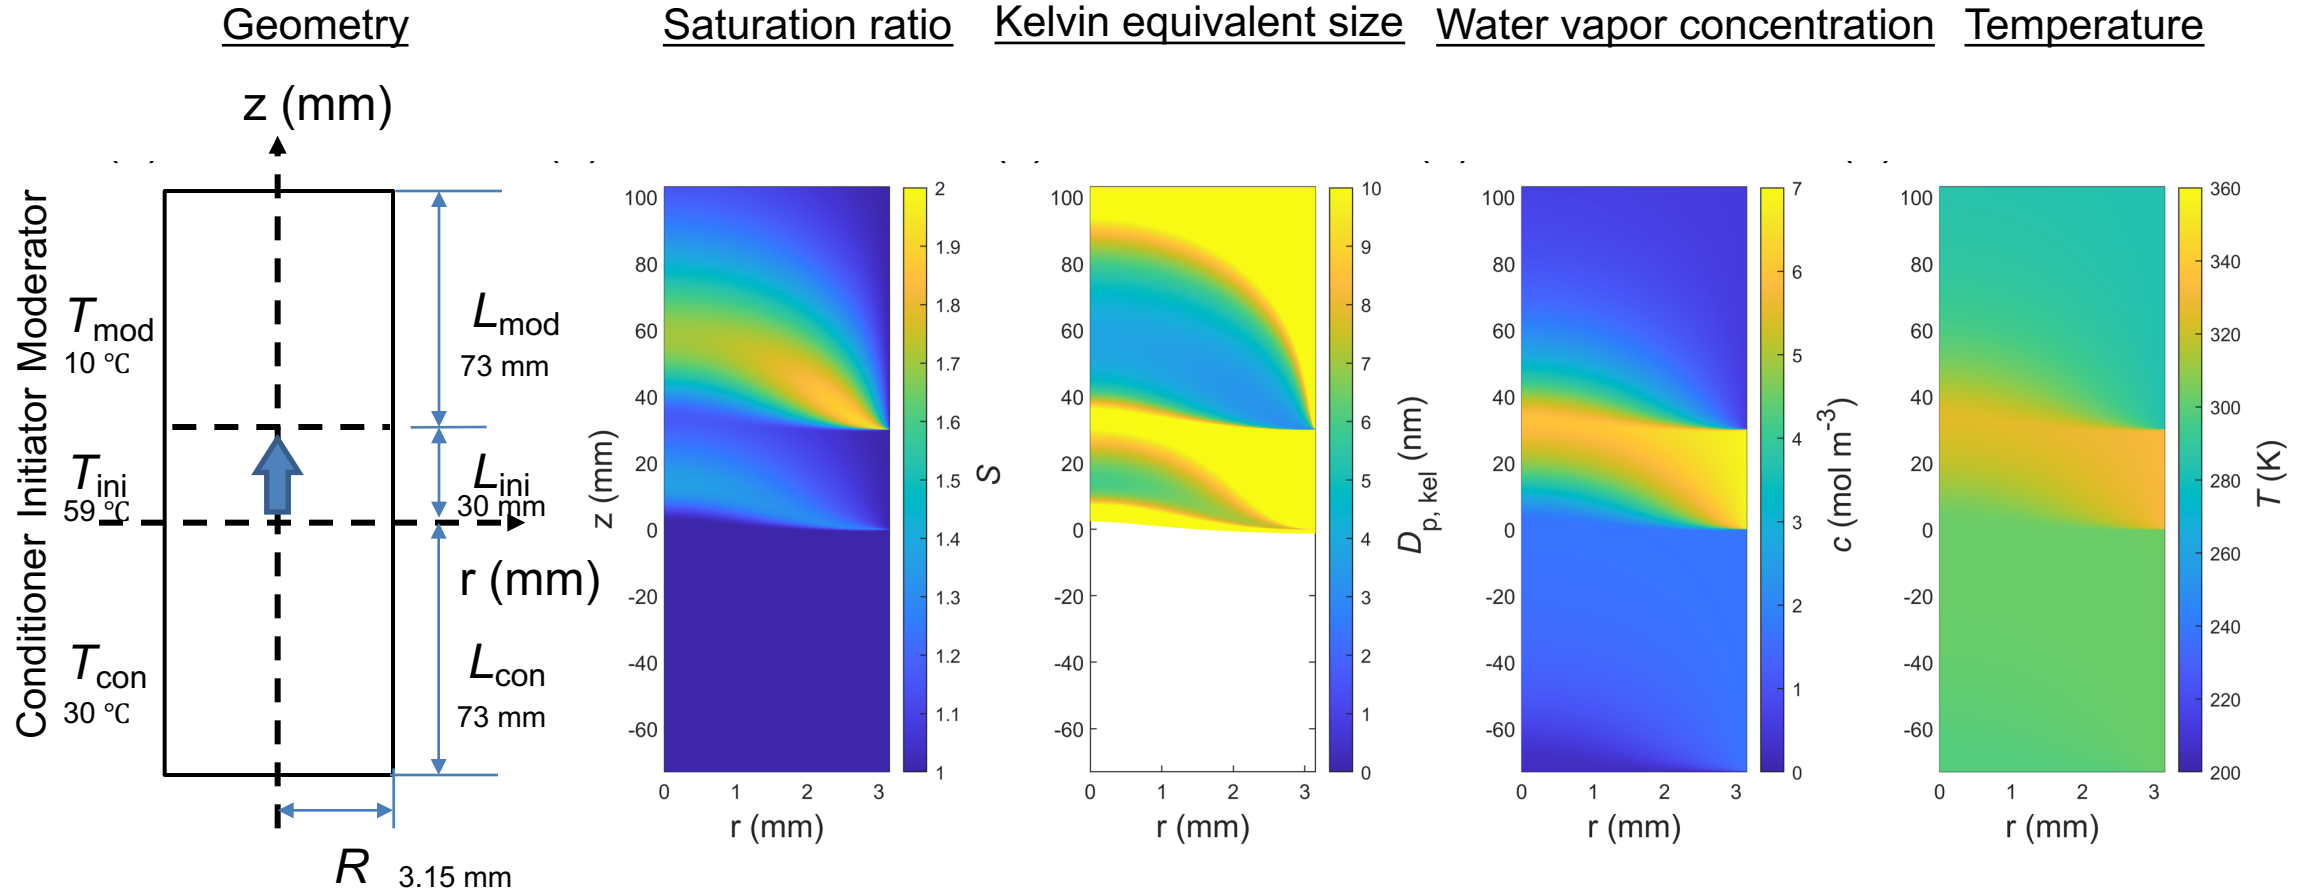 Geometry
Saturation ratio
Kelvin equivalent size
Water vapor concentration
Temperature
z (mm)
Conditioner Initiator Moderator
T mod
10 ℃
L mod
73 mm
T ini
59 ℃
L ini
30 mm
r (mm)
T con
30 ℃
L con
73 mm
R 3.15 mm
z (mm)
100
80
60
40
20
0
-20
-40
-60
0 1 2 3
r (mm)
2
1.9
1.8
1.7
1.6
1.5
1.4
1.3
1.2
1.1
1
S
100
80
60
40
20
0
-20
-40
-60
0 1 2 3
r (mm)
10
9
8
7
6
5
4
3
2
1
0
D p, kel (nm)
100
80
60
40
20
0
-20
-40
-60
0 1 2 3
r (mm)
7
6
5
4
3
2
1
0
c (mol m-3)
100
80
60
40
20
0
-20
-40
-60
0 1 2 3
r (mm)
360
340
320
300
280
260
240
220
200
T (K)